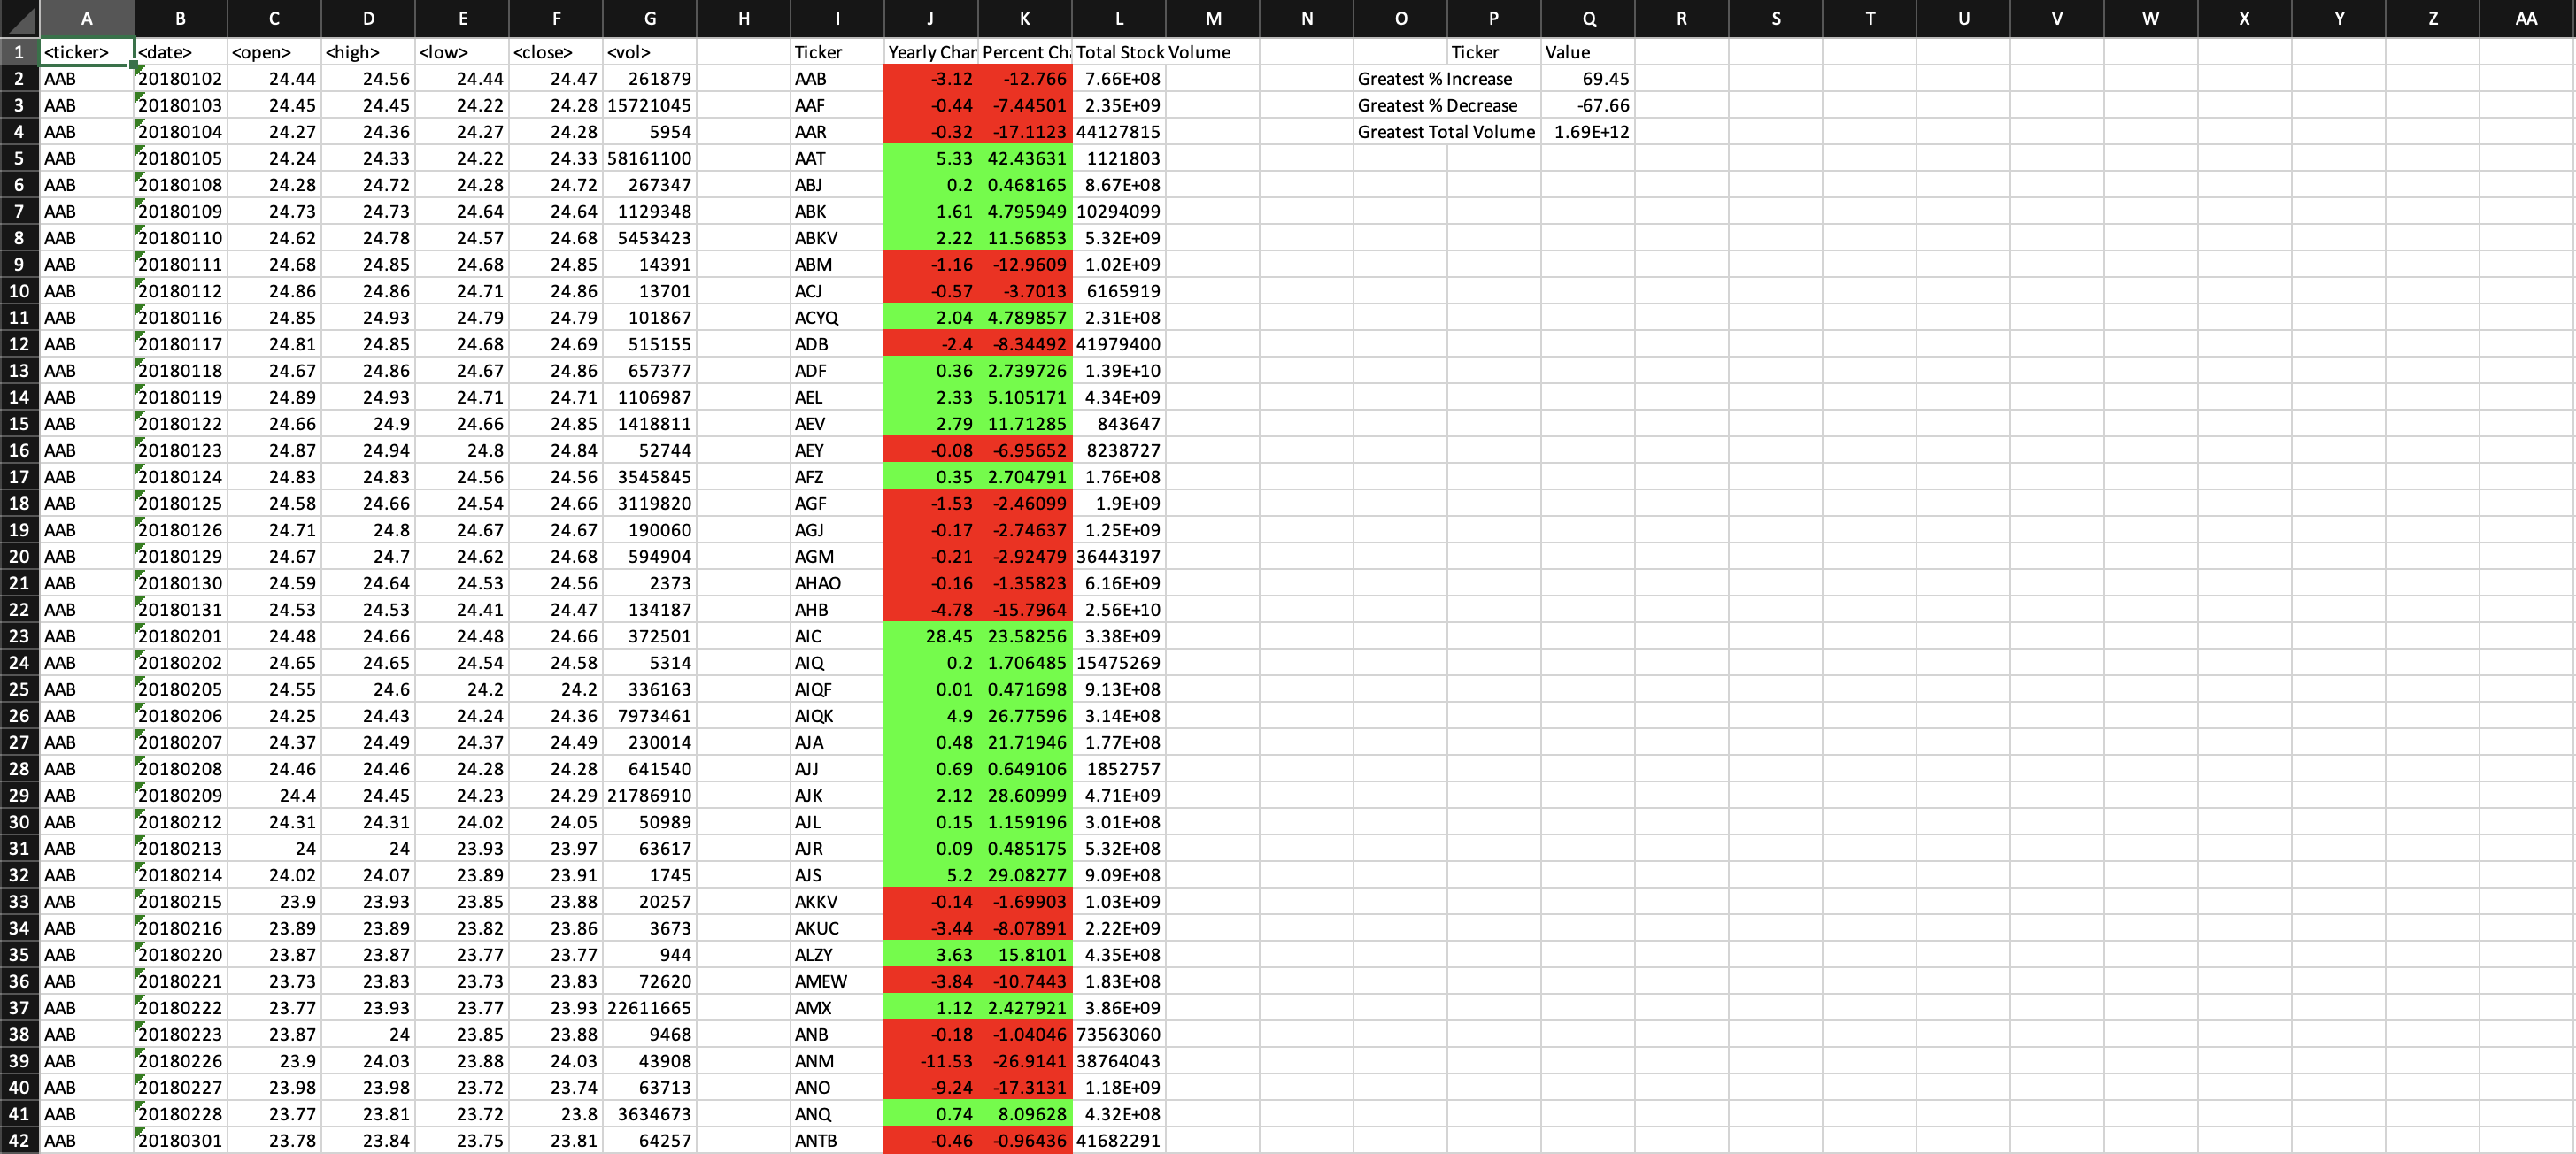 A B C D E F G H I J K L M N O P Q R S T U V W X Y Z AA
1 <ticker> <date> <open> <high> <low> <close> <vol> Ticker Yearly Char Percent Ch Total Stock Volume Ticker Value
2 AAB 20180102 24.44 24.56 24.44 24.47 261879 AAB -3.12 -12.766 7.66E+08 Greatest % Increase 69.45
3 AAB 20180103 24.45 24.45 24.22 24.28 15721045 AAF -0.44 -7.44501 2.35E+09 Greatest % Decrease -67.66
4 AAB 20180104 24.27 24.36 24.27 24.28 5954 AAR -0.32 -17.1123 44127815 Greatest Total Volume 1.69E+12
5 AAB 20180105 24.24 24.33 24.22 24.33 58161100 AAT 5.33 42.43631 1121803
6 AAB 20180108 24.28 24.72 24.28 24.72 267347 ABJ 0.2 0.468165 8.67E+08
7 AAB 20180109 24.73 24.73 24.64 24.64 1129348 ABK 1.61 4.795949 10294099
8 AAB 20180110 24.62 24.78 24.57 24.68 5453423 ABKV 2.22 11.56853 5.32E+09
9 AAB 20180111 24.68 24.85 24.68 24.85 14391 ABM -1.16 -12.9609 1.02E+09
10 AAB 20180112 24.86 24.86 24.71 24.86 13701 ACJ -0.57 -3.7013 6165919
11 AAB 20180116 24.85 24.93 24.79 24.79 101867 ACYQ 2.04 4.789857 2.31E+08
12 AAB 20180117 24.81 24.85 24.68 24.69 515155 ADB -2.4 -8.34492 41979400
13 AAB 20180118 24.67 24.86 24.67 24.86 657377 ADF 0.36 2.739726 1.39E+10
14 AAB 20180119 24.89 24.93 24.71 24.71 1106987 AEL 2.33 5.105171 4.34E+09
15 AAB 20180122 24.66 24.9 24.66 24.85 1418811 AEV 2.79 11.71285 843647
16 AAB 20180123 24.87 24.94 24.8 24.84 52744 AEY -0.08 -6.95652 8238727
17 AAB 20180124 24.83 24.83 24.56 24.56 3545845 AFZ 0.35 2.704791 1.76E+08
18 AAB 20180125 24.58 24.66 24.54 24.66 3119820 AGF -1.53 -2.46099 1.9E+09
19 AAB 20180126 24.71 24.8 24.67 24.67 190060 AGJ -0.17 -2.74637 1.25E+09
20 AAB 20180129 24.67 24.7 24.62 24.68 594904 AGM -0.21 -2.92479 36443197
21 AAB 20180130 24.59 24.64 24.53 24.56 2373 AHAO -0.16 -1.35823 6.16E+09
22 AAB 20180131 24.53 24.53 24.41 24.47 134187 AHB -4.78 -15.7964 2.56E+10
23 AAB 20180201 24.48 24.66 24.48 24.66 372501 AIC 28.45 23.58256 3.38E+09
24 AAB 20180202 24.65 24.65 24.54 24.58 5314 AIQ 0.2 1.706485 15475269
25 AAB 20180205 24.55 24.6 24.2 24.2 336163 AIQF 0.01 0.471698 9.13E+08
26 AAB 20180206 24.25 24.43 24.24 24.36 7973461 AIQK 4.9 26.77596 3.14E+08
27 AAB 20180207 24.37 24.49 24.37 24.49 230014 AJA 0.48 21.71946 1.77E+08
28 AAB 20180208 24.46 24.46 24.28 24.28 641540 AJJ 0.69 0.649106 1852757
29 AAB 20180209 24.4 24.45 24.23 24.29 21786910 AJK 2.12 28.60999 4.71E+09
30 AAB 20180212 24.31 24.31 24.02 24.05 50989 AJL 0.15 1.159196 3.01E+08
31 AAB 20180213 24 24 23.93 23.97 63617 AJR 0.09 0.485175 5.32E+08
32 AAB 20180214 24.02 24.07 23.89 23.91 1745 AJS 5.2 29.08277 9.09E+08
33 AAB 20180215 23.9 23.93 23.85 23.88 20257 AKKV -0.14 -1.69903 1.03E+09
34 AAB 20180216 23.89 23.89 23.82 23.86 3673 AKUC -3.44 -8.07891 2.22E+09
35 AAB 20180220 23.87 23.87 23.77 23.77 944 ALZY 3.63 15.8101 4.35E+08
36 AAB 20180221 23.73 23.83 23.73 23.83 72620 AMEW -3.84 -10.7443 1.83E+08
37 AAB 20180222 23.77 23.93 23.77 23.93 22611665 AMX 1.12 2.427921 3.86E+09
38 AAB 20180223 23.87 24 23.85 23.88 9468 ANB -0.18 -1.04046 73563060
39 AAB 20180226 23.9 24.03 23.88 24.03 43908 ANM -11.53 -26.9141 38764043
40 AAB 20180227 23.98 23.98 23.72 23.74 63713 ANO -9.24 -17.3131 1.18E+09
41 AAB 20180228 23.77 23.81 23.72 23.8 3634673 ANQ 0.74 8.09628 4.32E+08
42 AAB 20180301 23.78 23.84 23.75 23.81 64257 ANTB -0.46 -0.96436 41682291